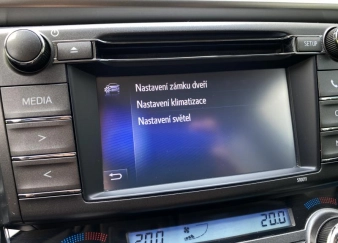 SETUP
Nastavení zámku dveří
MEDIA
Nastavení klimatizace
Nastavení světel
>
<
20.0
20.0